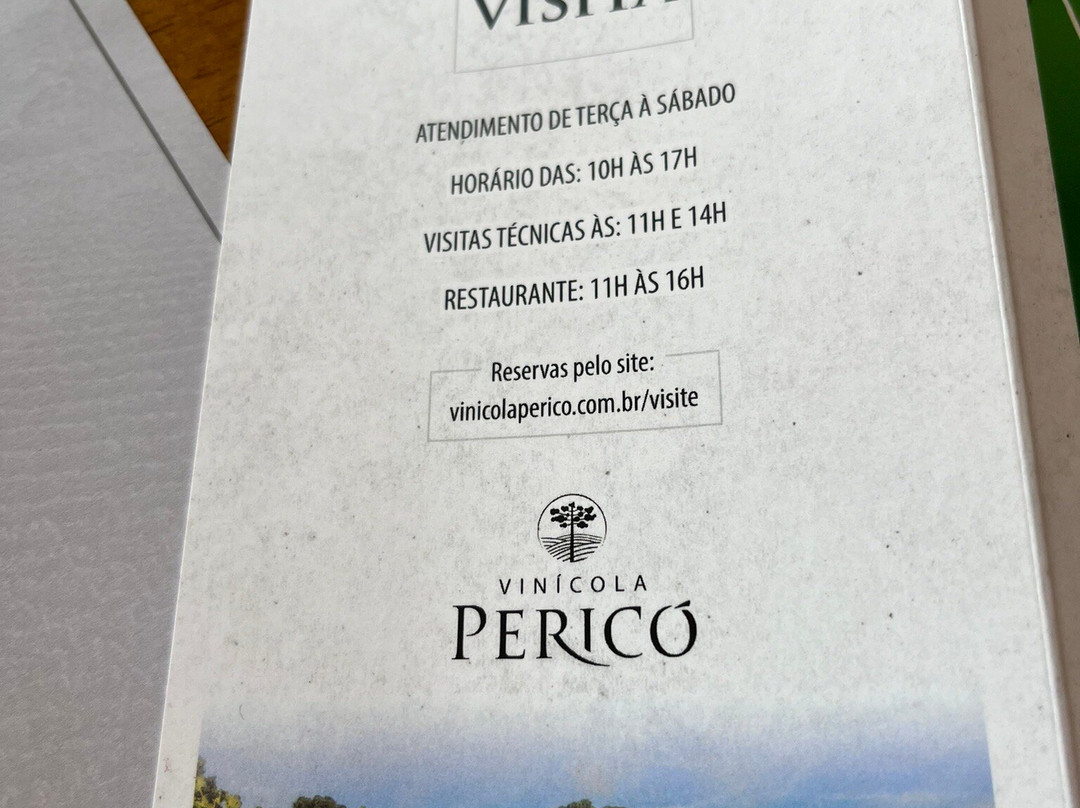 VISITA
ATENDIMENTO DE TERÇA À SÁBADO
HORÁRIO DAS: 10H ÀS 17H
VISITAS TÉCNICAS ÀS: 11H E 14H
RESTAURANTE: 11H ÀS 16H
Reservas pelo site:
vinicolaperico.com.br/visite
VINÍCOLA
PERICÓ